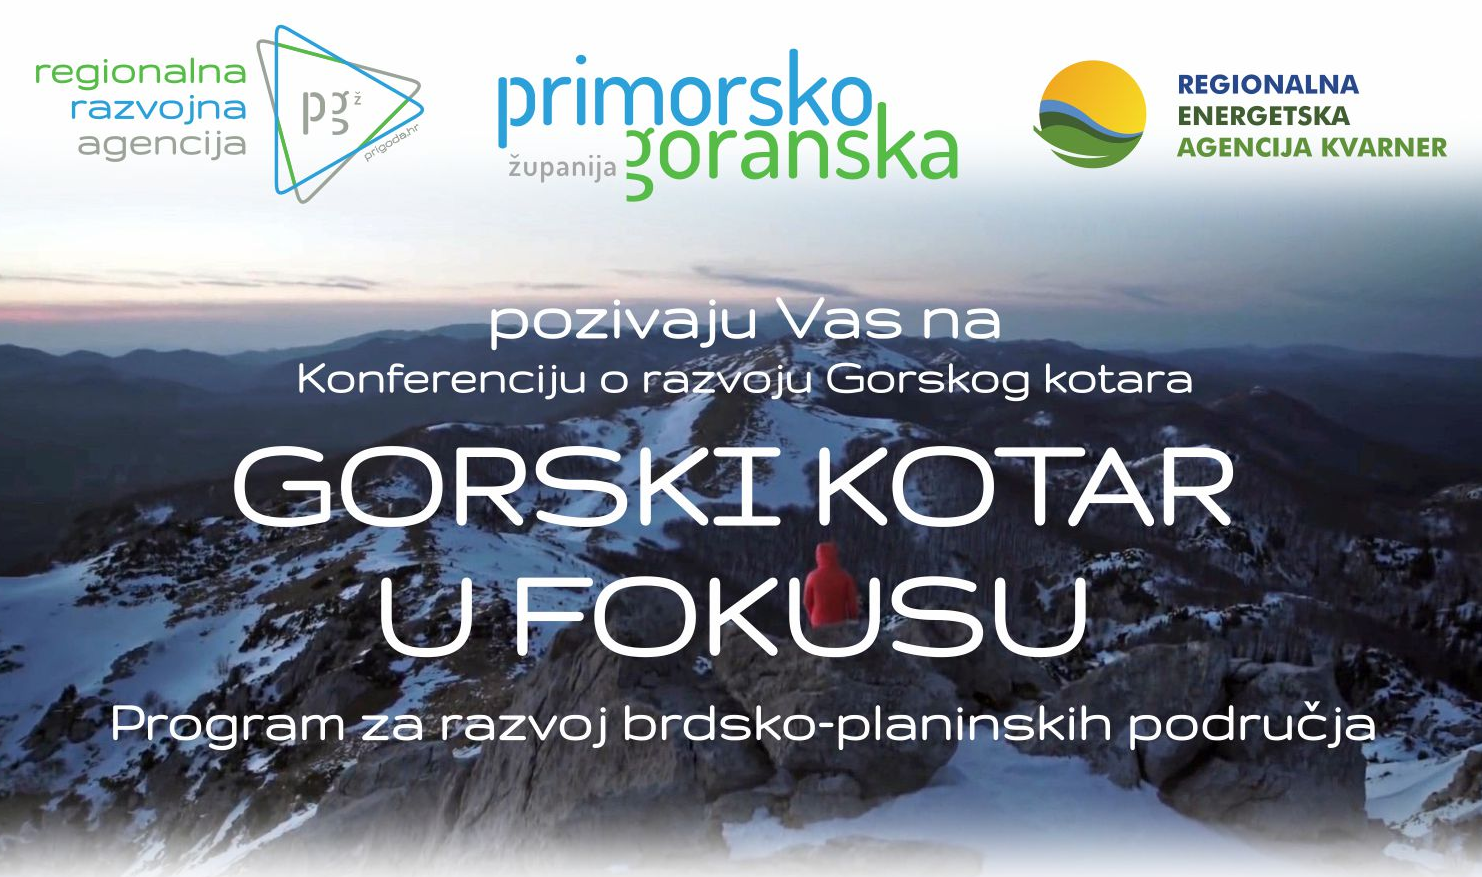 regionalna
razvojna
agencija
pgž
prigoda.hr
primorsko
goranska
županija
REGIONALNA
ENERGETSKA
AGENCIJA KVARNER
pozivaju Vas na
Konferenciju o razvoju Gorskog kotara
GORSKI KOTAR
U FOKUSU
Program za razvoj brdsko-planinskih područja